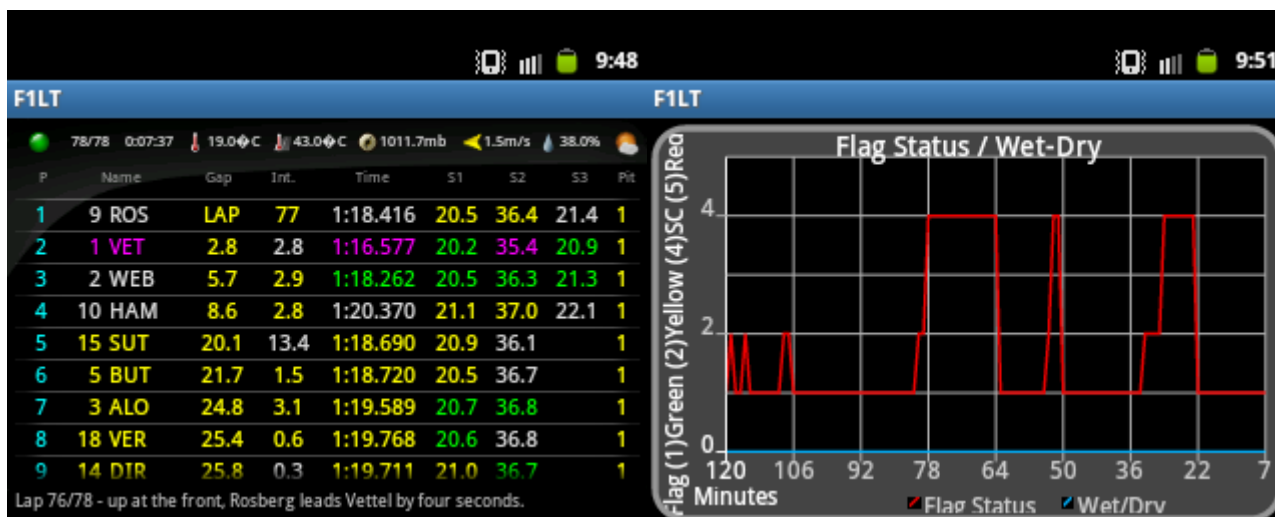 9:48
F1LT
78/78 0:07:37 19.0�C 43.0�C 1011.7mb 1.5m/s 38.0%
P Name Gap Int. Time S1 S2 S3 Pit
1 9 ROS LAP 77 1:18.416 20.5 36.4 21.4 1
2 1 VET 2.8 2.8 1:16.577 20.2 35.4 20.9 1
3 2 WEB 5.7 2.9 1:18.262 20.5 36.3 21.3 1
4 10 HAM 8.6 2.8 1:20.370 21.1 37.0 22.1 1
5 15 SUT 20.1 13.4 1:18.690 20.9 36.1 1
6 5 BUT 21.7 1.5 1:18.720 20.5 36.7 1
7 3 ALO 24.8 3.1 1:19.589 20.7 36.8 1
8 18 VER 25.4 0.6 1:19.768 20.6 36.8 1
9 14 DIR 25.8 0.3 1:19.711 21.0 36.7 1
Lap 76/78 - up at the front, Rosberg leads Vettel by four seconds.
9:51
F1LT
Flag Status / Wet-Dry
Flag (1)Green (2)Yellow (4)SC (5)Red
4
2
0
120 106 92 78 64 50 36 22 7
Minutes
Flag Status Wet/Dry